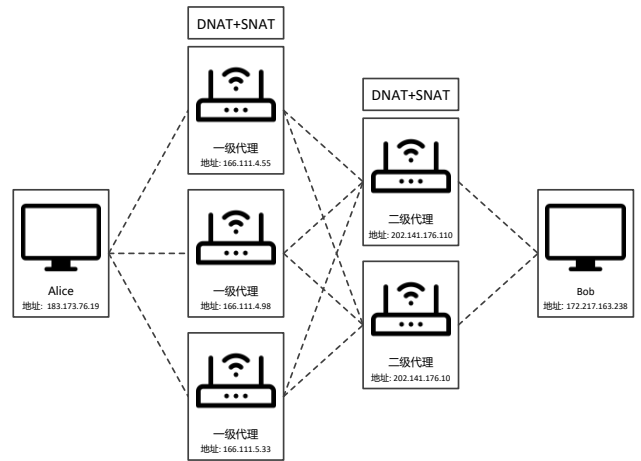 DNAT+SNAT
一级代理
地址: 166.111.4.55
DNAT+SNAT
二级代理
地址: 202.141.176.110
Alice
地址: 183.173.76.19
一级代理
地址: 166.111.4.98
Bob
地址: 172.217.163.238
二级代理
地址: 202.141.176.10
一级代理
地址: 166.111.5.33